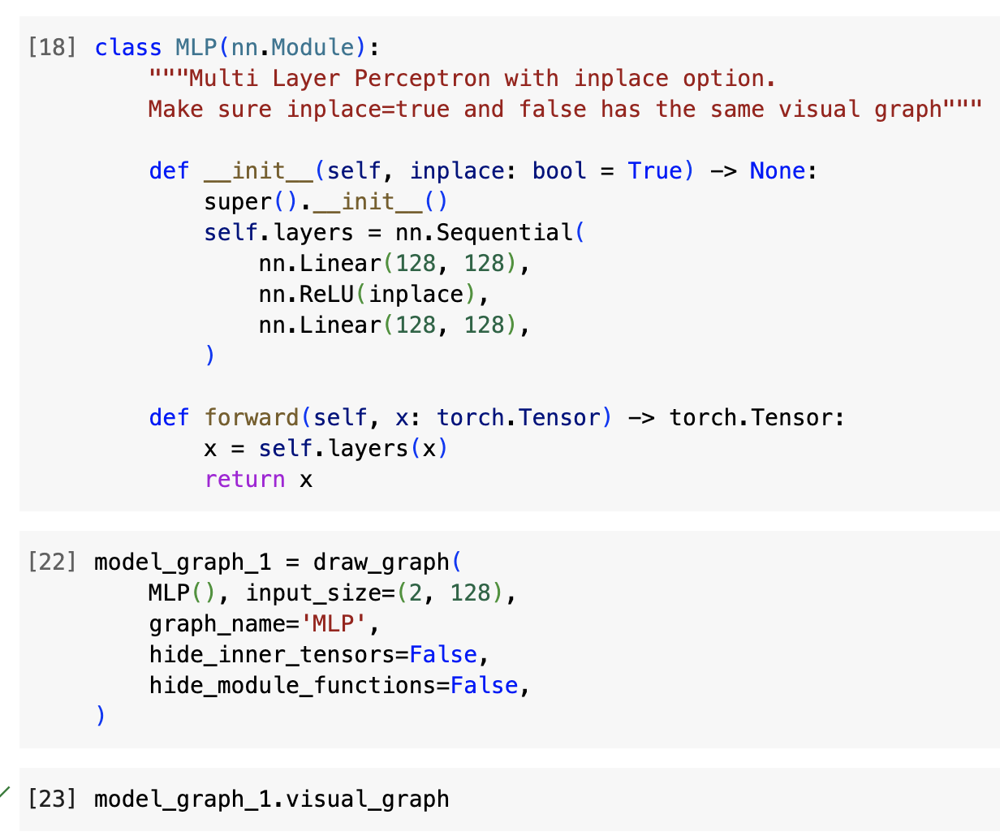 [18] class MLP(nn.Module):
"""Multi Layer Perceptron with inplace option.
Make sure inplace=true and false has the same visual graph"""
def __init__(self, inplace: bool = True) -> None:
super().__init__()
self.layers = nn.Sequential(
nn.Linear(128, 128),
nn.ReLU(inplace),
nn.Linear(128, 128),
)
def forward(self, x: torch.Tensor) -> torch.Tensor:
x = self.layers(x)
return x
[22] model_graph_1 = draw_graph(
MLP(), input_size=(2, 128),
graph_name='MLP',
hide_inner_tensors=False,
hide_module_functions=False,
)
[23] model_graph_1.visual_graph